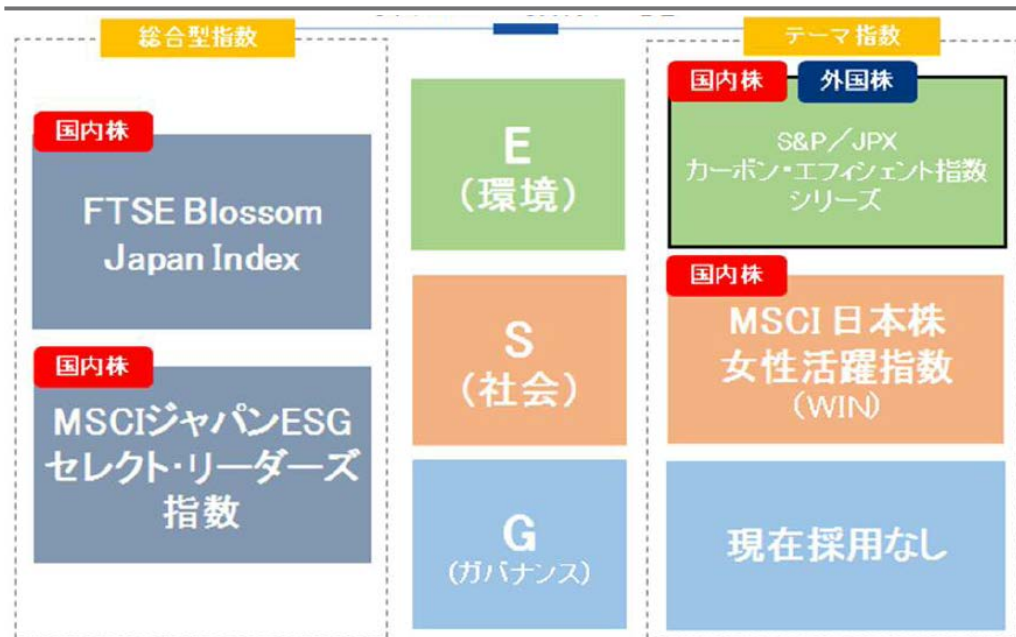 総合型指数
国内株
FTSE Blossom
Japan Index
国内株
MSCIジャパンESG
セレクト・リーダーズ
指数
E
(環境)
S
(社会)
G
(ガバナンス)
テーマ指数
国内株
外国株
S&P/JPX
カーボン・エフィシェント指数
シリーズ
国内株
MSCI 日本株
女性活躍指数
(WIN)
現在採用なし